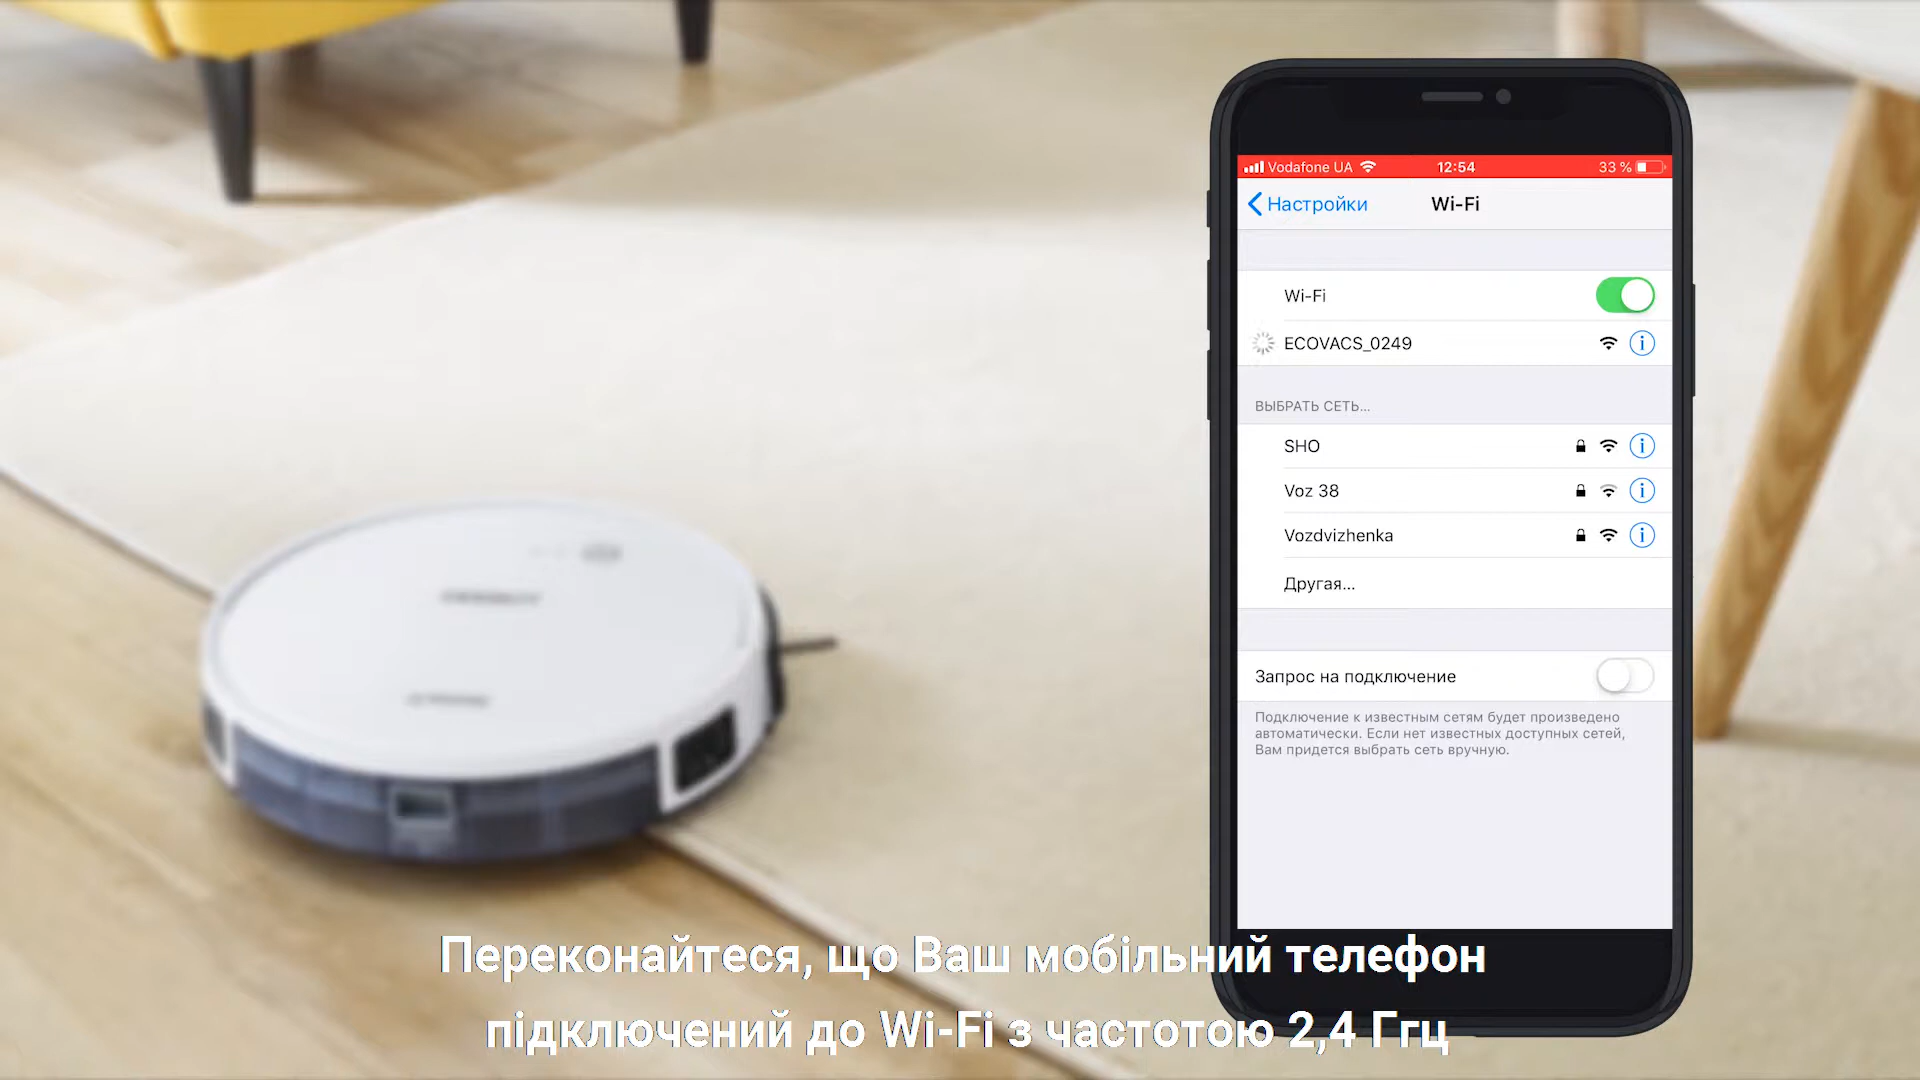 Vodafone UA
12:54
33 %
Настройки
Wi-Fi
Wi-Fi
ECOVACS_0249
ВЫБРАТЬ СЕТЬ...
SHO
Voz 38
Vozdvizhenka
Другая...
Запрос на подключение
Подключение к известным сетям будет произведено
автоматически. Если нет известных доступных сетей,
Вам придется выбрать сеть вручную.
Переконайтеся, що Ваш мобільний телефон
підключений до Wi-Fi з частотою 2,4 Ггц